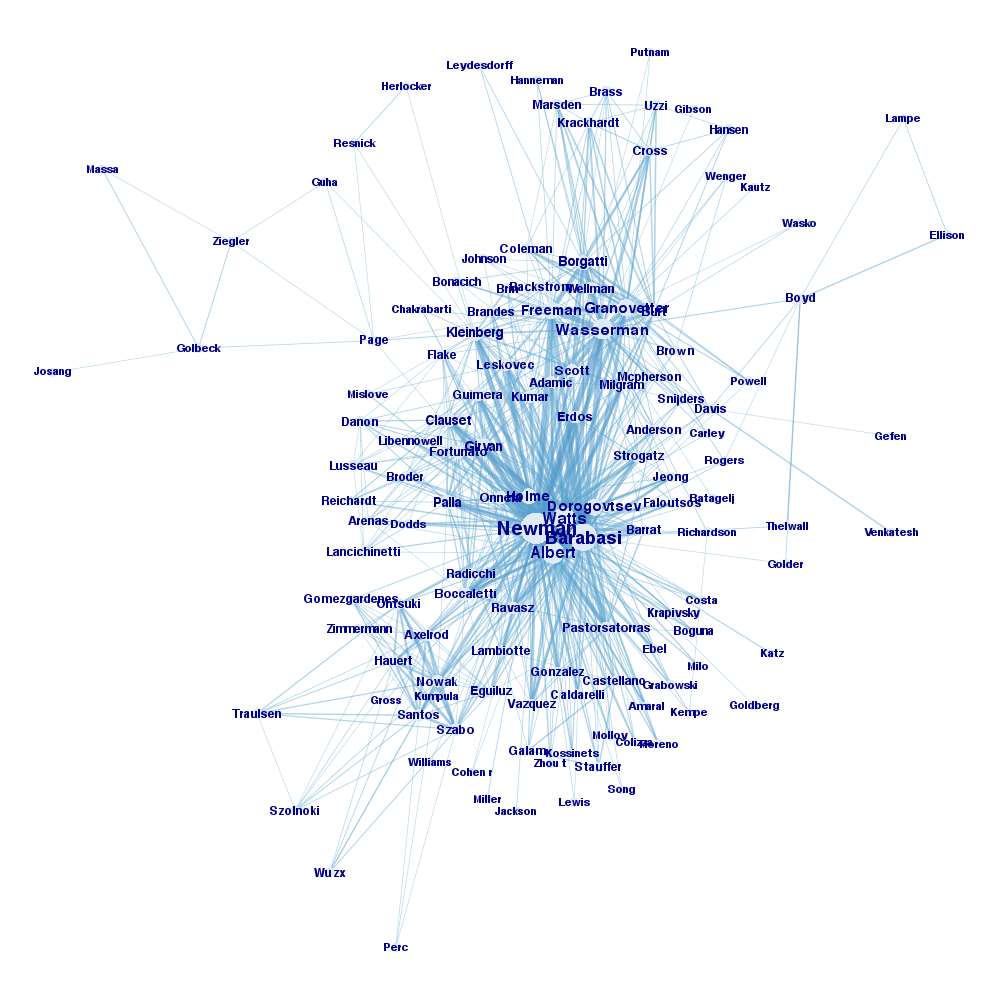 Putnam
Leydesdorff
Hanneman
Herlocker
Brass
Marsden
Uzzi
Gibson
Lampe
Krackhardt
Hansen
Resnick
Cross
Massa
Wenger
Guha
Kautz
Wasko
Ellison
Ziegler
Coleman
Johnson
Borgatti
Bonacich
Brin
Backstrom
Wellman
Boyd
Chakrabarti
Brandes
Freeman
Granovetter
Burt
Kleinberg
Wasserman
Page
Golbeck
Brown
Flake
Leskovec
Scott
Josang
Mcpherson
Adamic
Milgram
Powell
Mislove
Guimera
Kumar
Snijders
Davis
Danon
Clauset
Erdos
Anderson
Carley
Gefen
Libennowell
Girvan
Fortunato
Strogatz
Rogers
Lusseau
Broder
Jeong
Reichardt
Palla
Onnela
Holme
Dorogovtsev
Faloutsos
Batagelj
Arenas
Dodds
Watts
Newman
Barabasi
Barrat
Richardson
Thelwall
Venkatesh
Lancichinetti
Albert
Golder
Radicchi
Boccaletti
Gomezgardenes
Ohtsuki
Ravasz
Costa
Krapivsky
Zimmermann
Axelrod
Pastorsatorras
Boguna
Lambiotte
Ebel
Katz
Hauert
Milo
Nowak
Gonzalez
Castellano
Grabowski
Kumpula
Eguiluz
Caldarelli
Gross
Vazquez
Amaral
Kempe
Goldberg
Traulsen
Santos
Szabo
Molloy
Colizza
Moreno
Galam
Kossinets
Williams
Zhou t
Stauffer
Cohen r
Song
Miller
Lewis
Jackson
Szolnoki
Wu zx
Perc